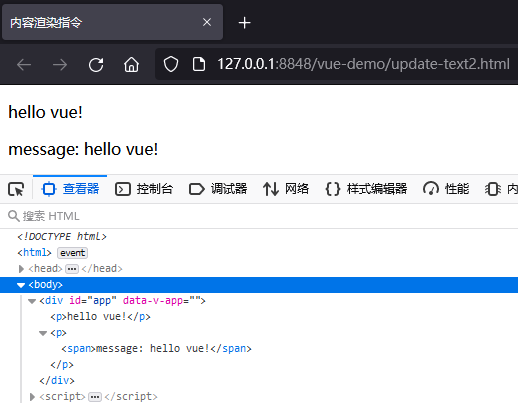 内容渲染指令
127.0.0.1:8848/vue-demo/update-text2.html
hello vue!
message: hello vue!
查看器 控制台 调试器 网络 {} 样式编辑器 性能 内
搜索 HTML
<!DOCTYPE html>
<html> event
<head> ••• </head>
<body>
<div id="app" data-v-app="">
<p>hello vue!</p>
<p>
<span>message: hello vue!</span>
</p>
</div>
<script> ••• </script>